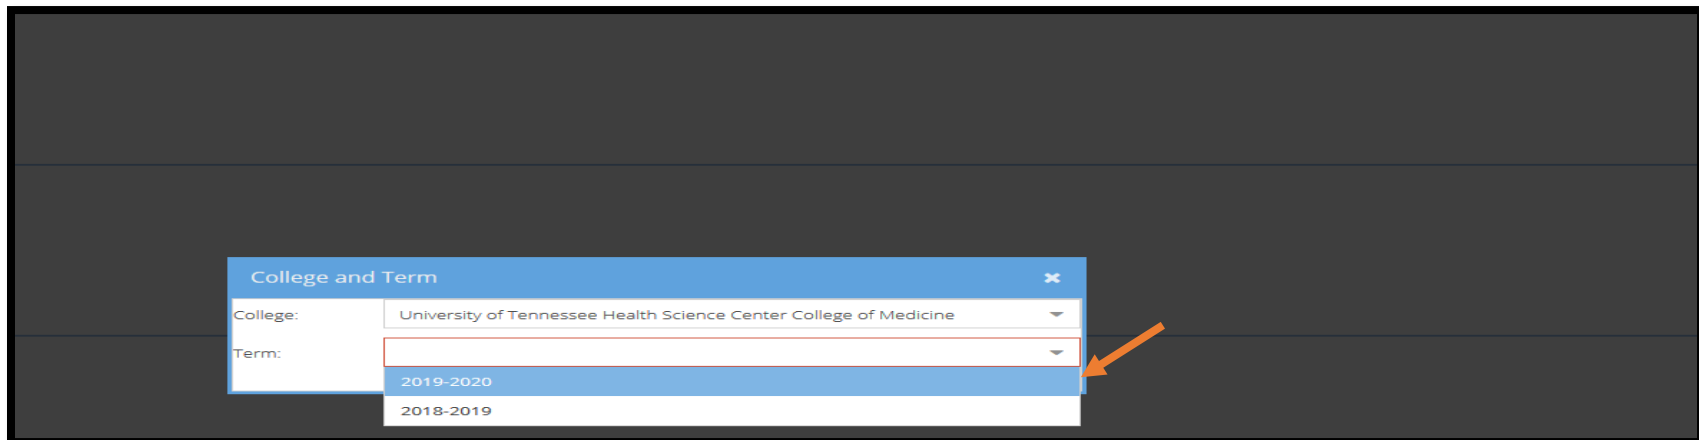 College and Term
College: University of Tennessee Health Science Center College of Medicine
Term:
2019-2020
2018-2019